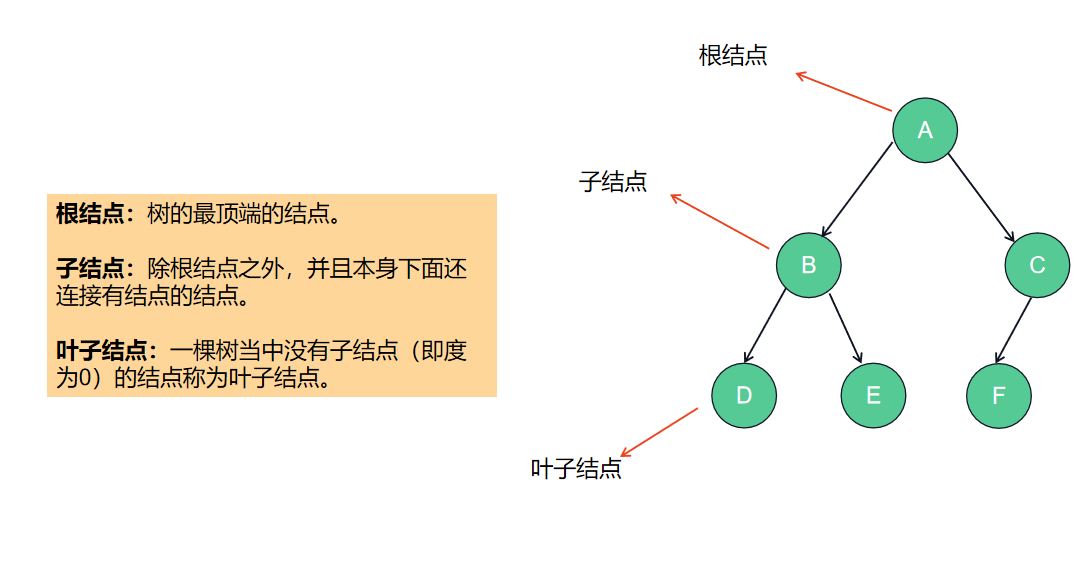 根结点
A
子结点
根结点：树的最顶端的结点。
子结点：除根结点之外，并且本身下面还
连接有结点的结点。
B
C
叶子结点：一棵树当中没有子结点（即度
为0）的结点称为叶子结点。
D
E
F
叶子结点